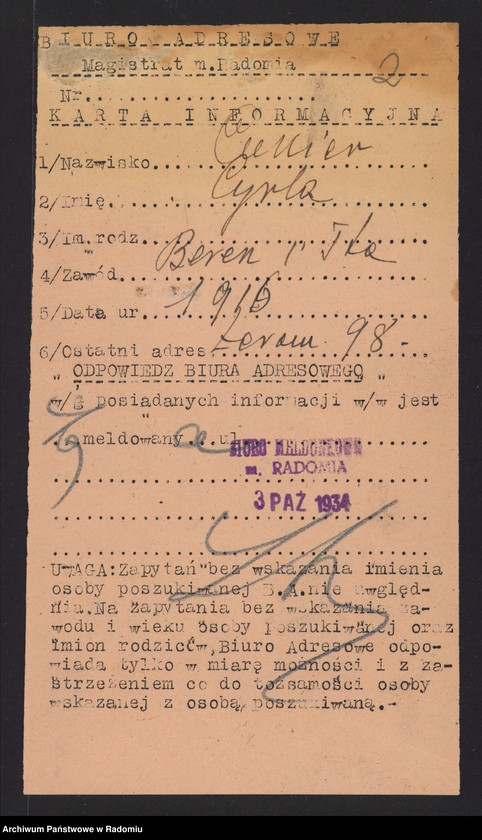 BIURO ADRESOWE
Magistrat m.Radomia
2
Nr.
KARTA INFORMACYJNA
1/Nazwisko
2/Imię. Cyrla
3/Im.rodz. Beren i Ita
4/Zawód
5/Data ur. 1916
6/Ostatni adres. Żerom. 98 -
"ODPOWIEDZ BIURA ADRESOWEGO"
w/g posiadanych informacji w/w jest
meldowany a ul.
BIURO MELDUNKOWE
m. RADOMIA
3 PAŹ 1934
UWAGA:Zapytań bez wskazania imienia
osoby poszukiwanej B.A.nie uwględ-
nia.Na zapytania bez wskazania za-
wodu i wieku osoby poszukiwanej oraz
imion rodziców,Biuro Adresowe odpo-
wiada tylko w miarę możności i z za-
strzeżeniem co do tożsamości osoby
wskazanej z osobą poszukiwaną.-
Archiwum Państwowe w Radomiu